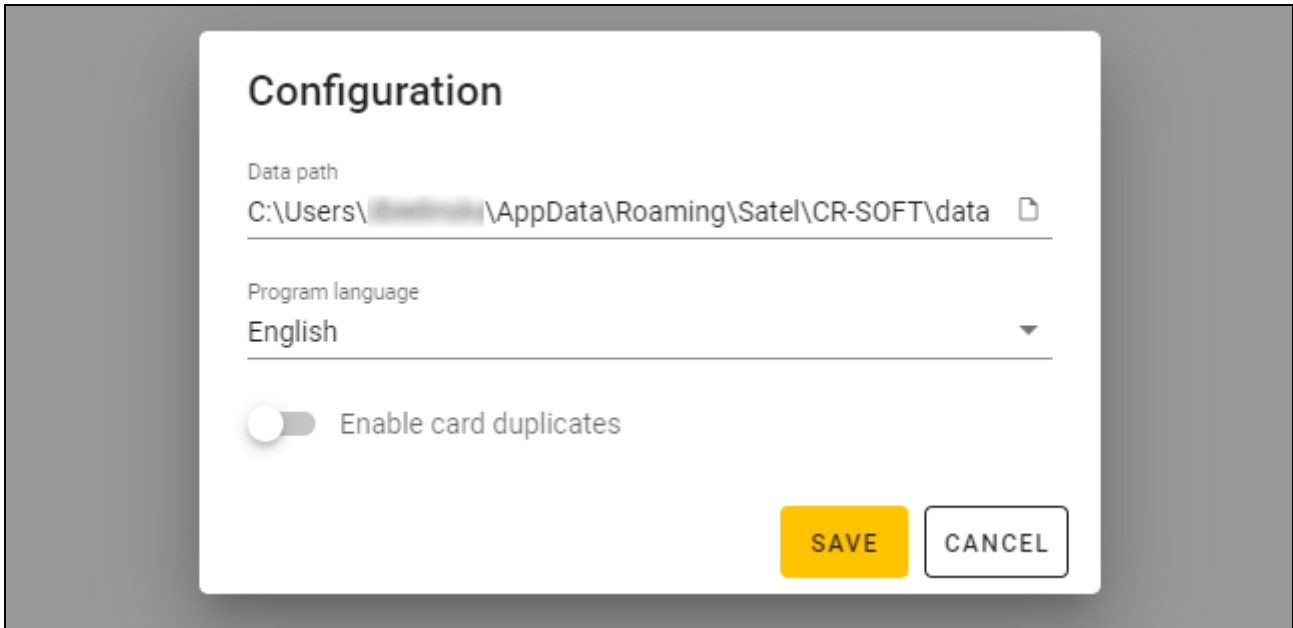 Configuration
Data path
C:\Users\ \AppData\Roaming\Satel\CR-SOFT\data
Program language
English
Enable card duplicates
SAVE CANCEL